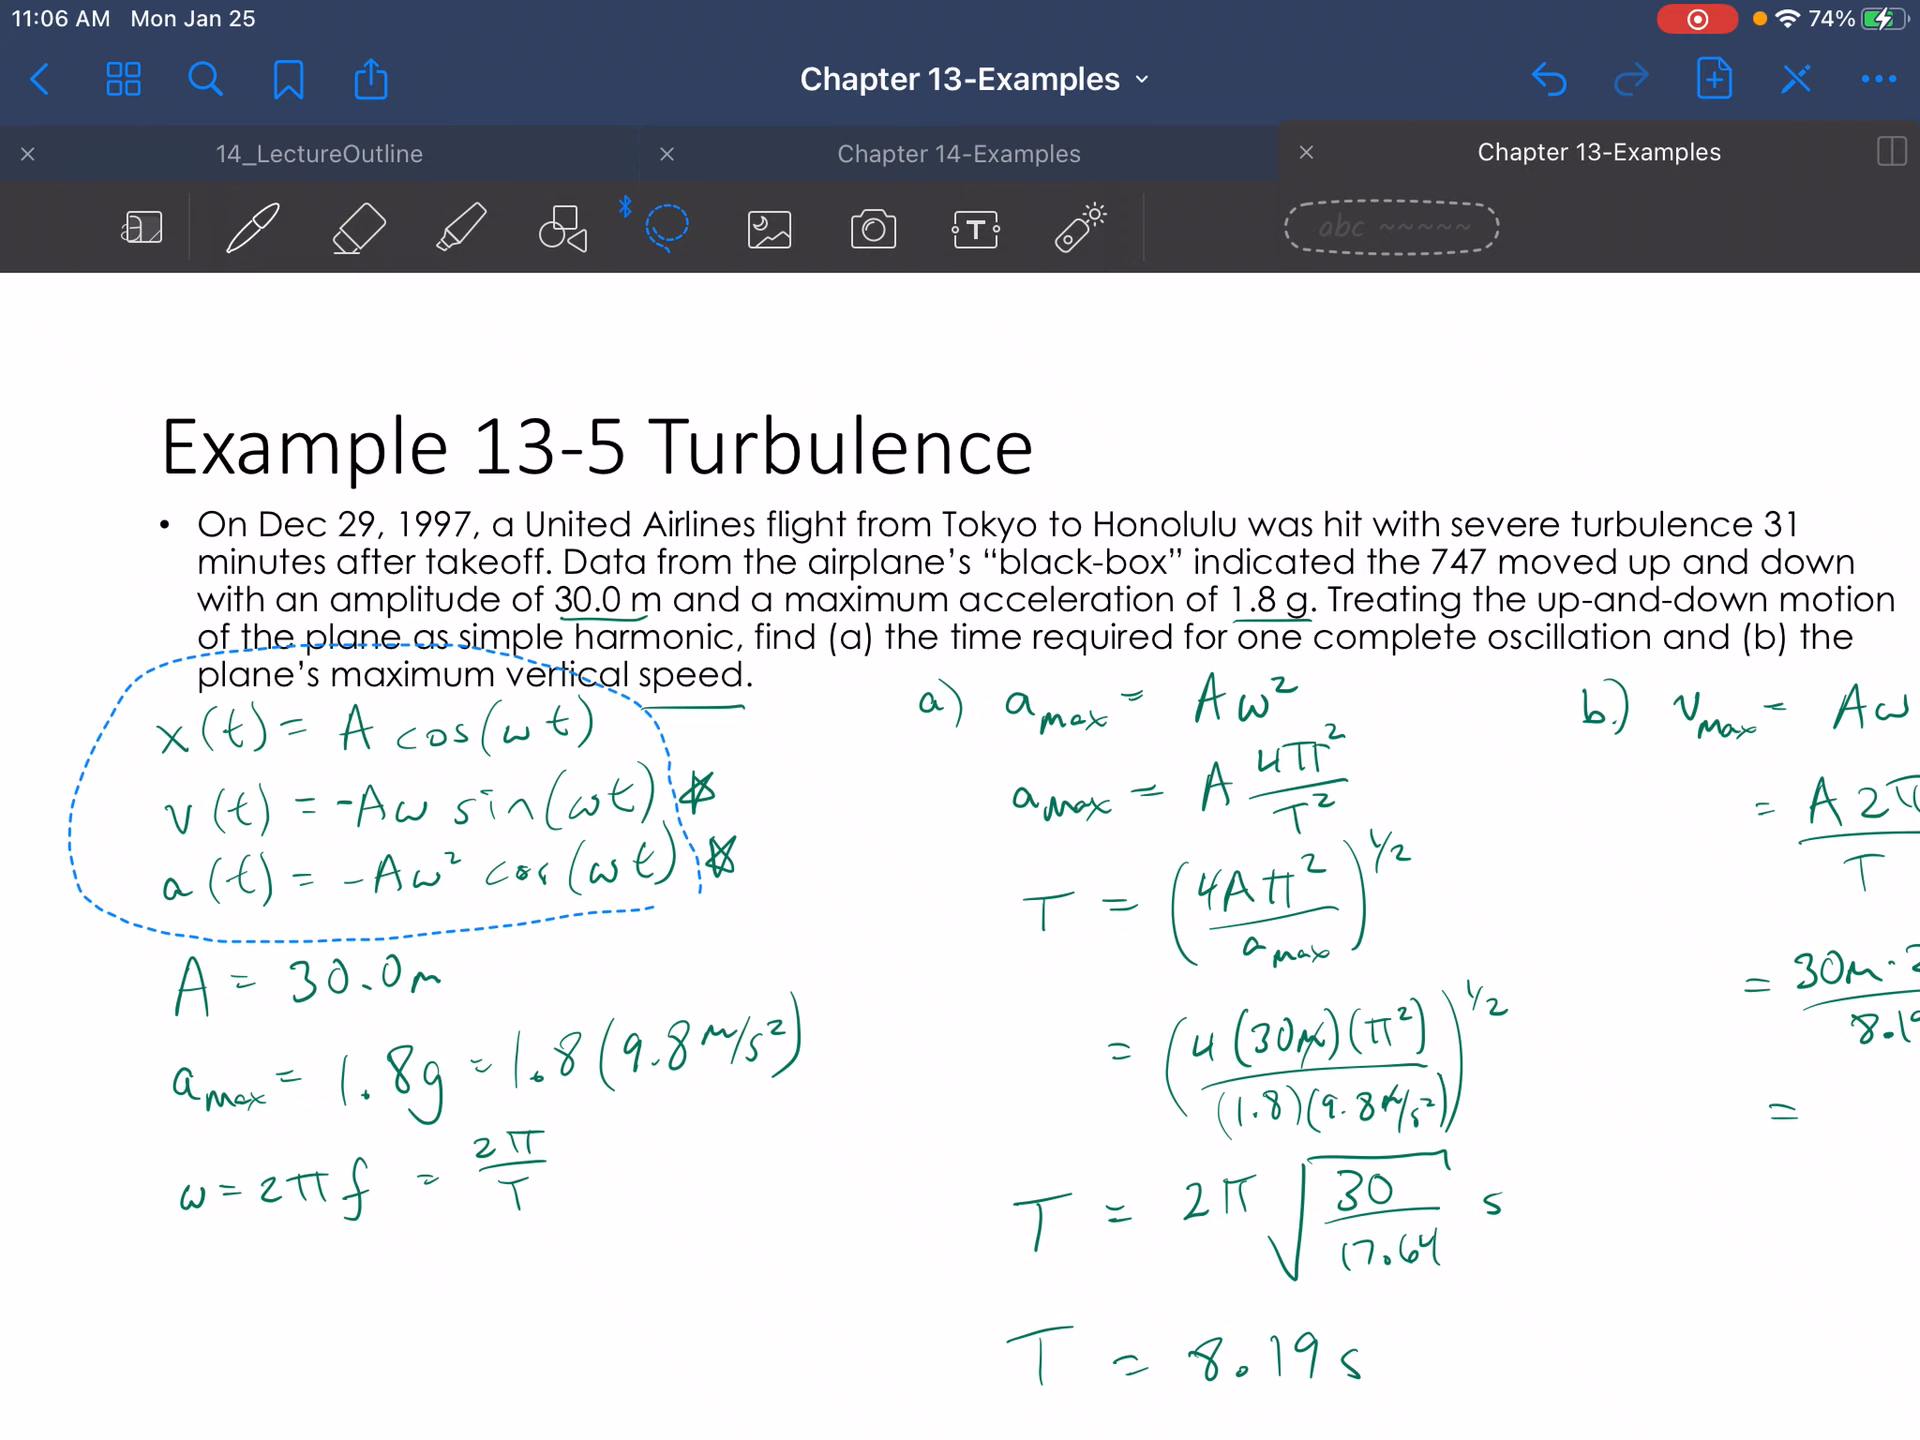 11:06 AM Mon Jan 25
74%
Chapter 13-Examples
14_LectureOutline
Chapter 14-Examples
Chapter 13-Examples
a
T
abc ~~~~~
Example 13-5 Turbulence
• On Dec 29, 1997, a United Airlines flight from Tokyo to Honolulu was hit with severe turbulence 31
minutes after takeoff. Data from the airplane’s “black-box” indicated the 747 moved up and down
with an amplitude of 30.0 m and a maximum acceleration of 1.8 g. Treating the up-and-down motion
of the plane as simple harmonic, find (a) the time required for one complete oscillation and (b) the
plane’s maximum vertical speed.
x(t) = A cos(ωt)
v(t) = -Aω sin(ωt) ☆
a(t) = -Aω² cos(ωt) ☆
A = 30.0m
a_max = 1.8g = 1.8(9.8 m/s²)
ω = 2πf = 2π/T
a) a_max = Aω²
a_max = A 4π²/T²
T = (4Aπ²/a_max)^1/2
= (4(30m)(π²)/(1.8)(9.8m/s²))^1/2
T = 2π √(30/17.64) s
T = 8.19 s
b.) v_max = Aω
= A2π/T
= 30m·2/8.19
=